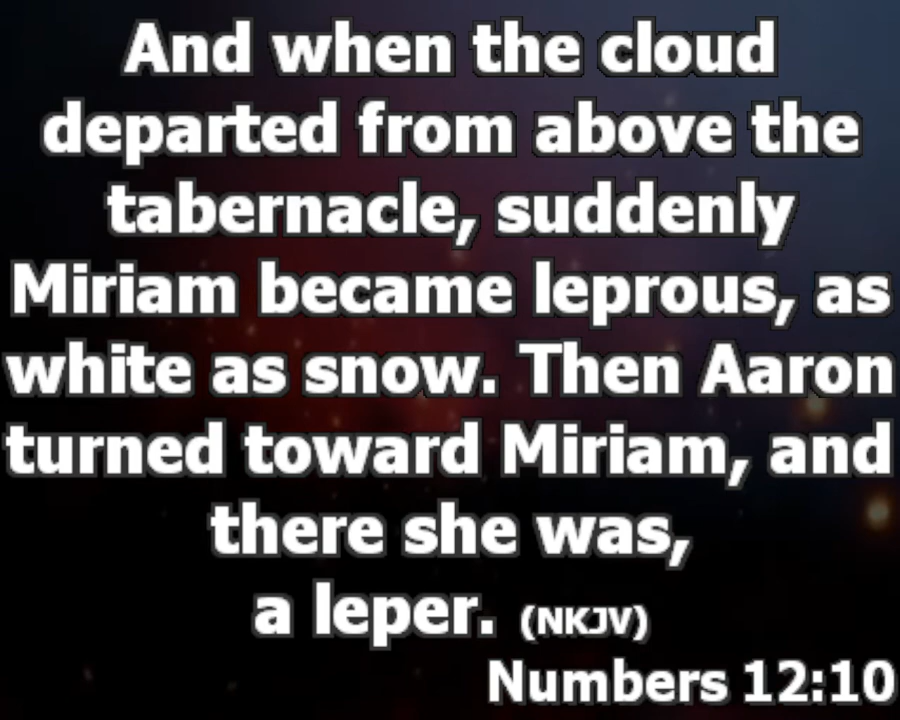 And when the cloud
departed from above the
tabernacle, suddenly
Miriam became leprous, as
white as snow. Then Aaron
turned toward Miriam, and
there she was,
a leper. (NKJV)
Numbers 12:10